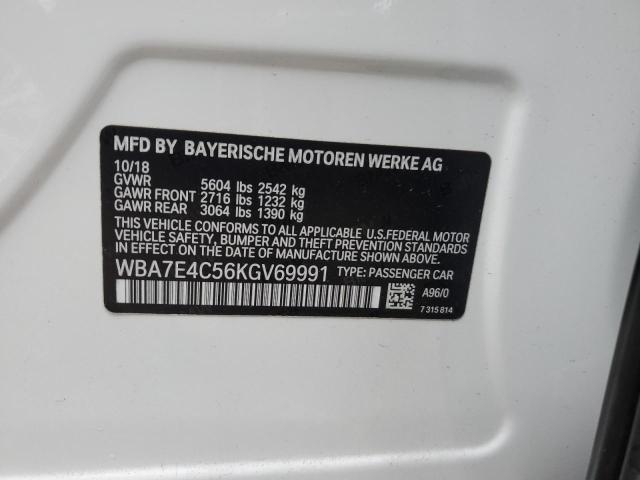 MFD BY BAYERISCHE MOTOREN WERKE AG
10/18
GVWR 5604 lbs 2542 kg
GAWR FRONT 2716 lbs 1232 kg
GAWR REAR 3064 lbs 1390 kg
THIS VEHICLE CONFORMS TO ALL APPLICABLE U.S.FEDERAL MOTOR
VEHICLE SAFETY, BUMPER AND THEFT PREVENTION STANDARDS
IN EFFECT ON THE DATE OF MANUFACTURE SHOWN ABOVE.
WBA7E4C56KGV69991 TYPE: PASSENGER CAR
A96/0
7 315 814